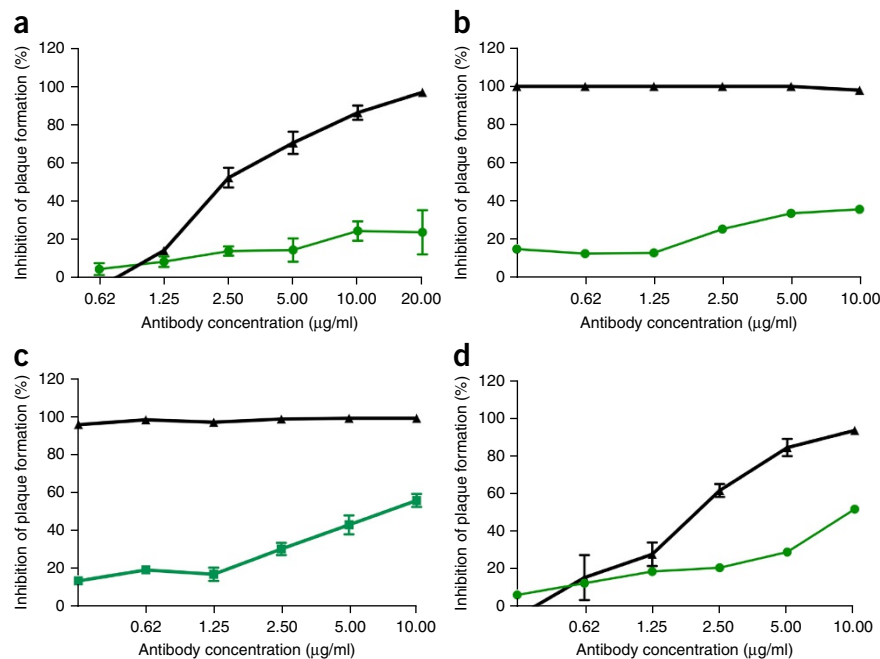 a
Inhibition of plaque formation (%)
120
100
80
60
40
20
0
0.62 1.25 2.50 5.00 10.00 20.00
Antibody concentration (μg/ml)
b
Inhibition of plaque formation (%)
120
100
80
60
40
20
0
0.62 1.25 2.50 5.00 10.00
Antibody concentration (μg/ml)
c
Inhibition of plaque formation (%)
120
100
80
60
40
20
0
0.62 1.25 2.50 5.00 10.00
Antibody concentration (μg/ml)
d
Inhibition of plaque formation (%)
120
100
80
60
40
20
0
0.62 1.25 2.50 5.00 10.00
Antibody concentration (μg/ml)